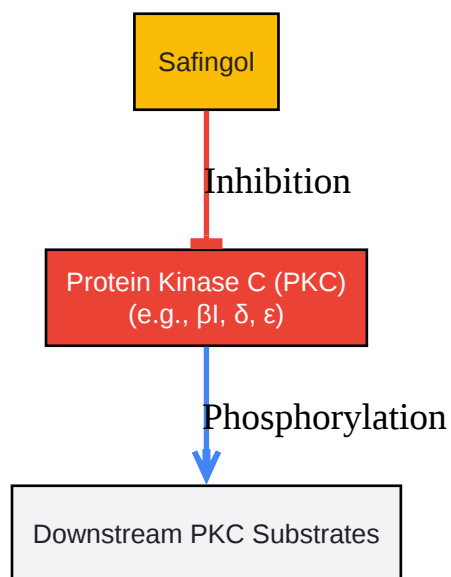 Safingol
Inhibition
Protein Kinase C (PKC)
(e.g., βI, δ, ε)
Phosphorylation
Downstream PKC Substrates